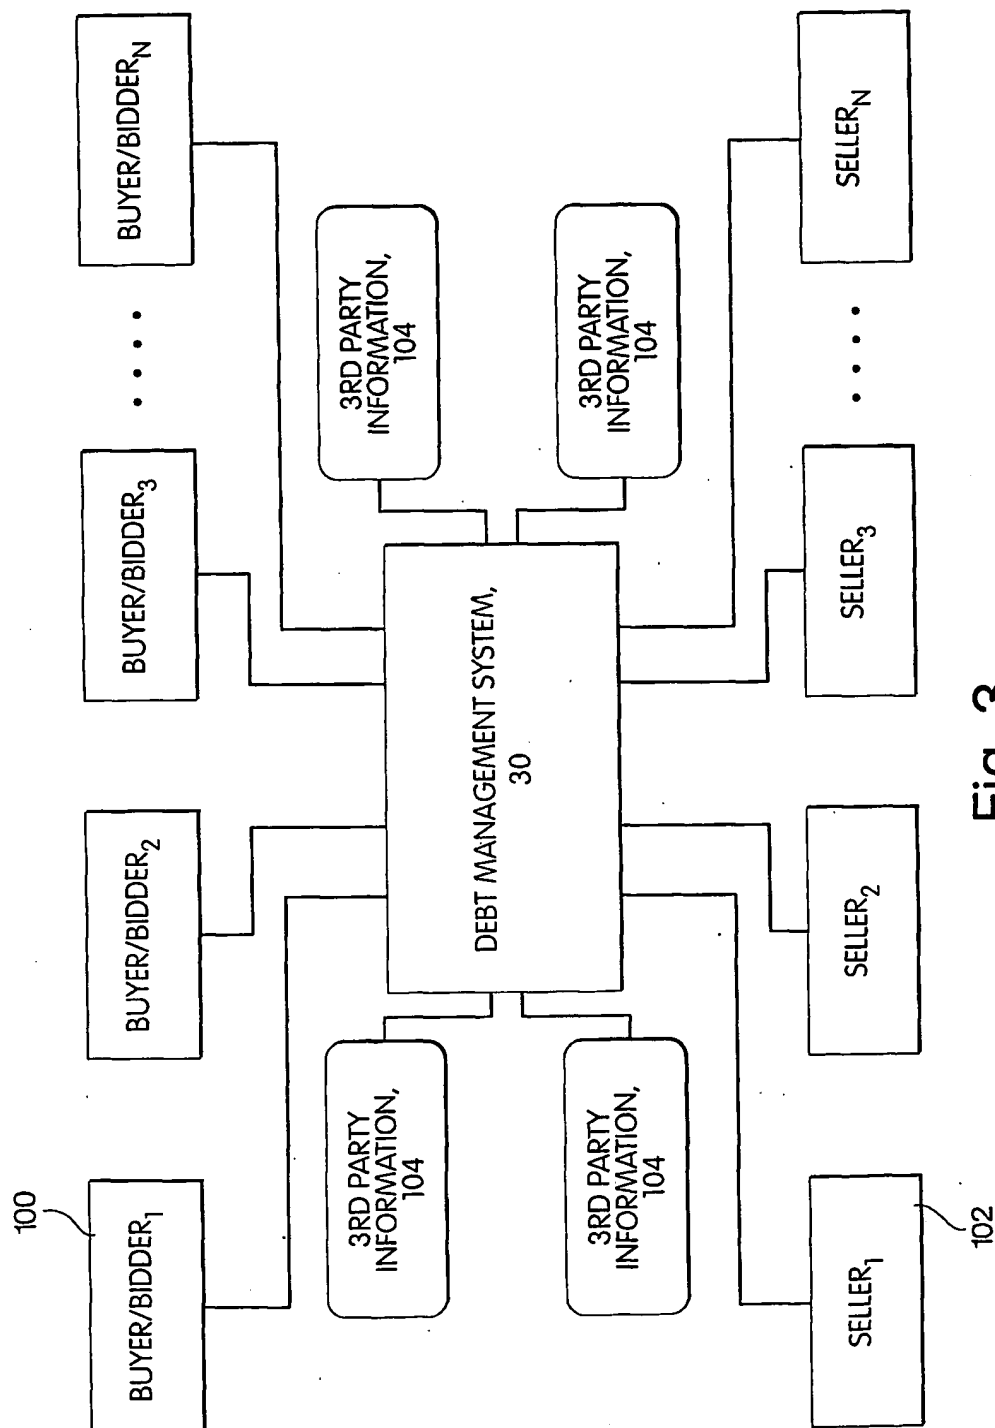 100
BUYER/BIDDER1
BUYER/BIDDER2
BUYER/BIDDER3
BUYER/BIDDERN
3RD PARTY
INFORMATION,
104
3RD PARTY
INFORMATION,
104
DEBT MANAGEMENT SYSTEM,
30
3RD PARTY
INFORMATION,
104
3RD PARTY
INFORMATION,
104
SELLER1
SELLER2
SELLER3
SELLERN
102
Fig. 3